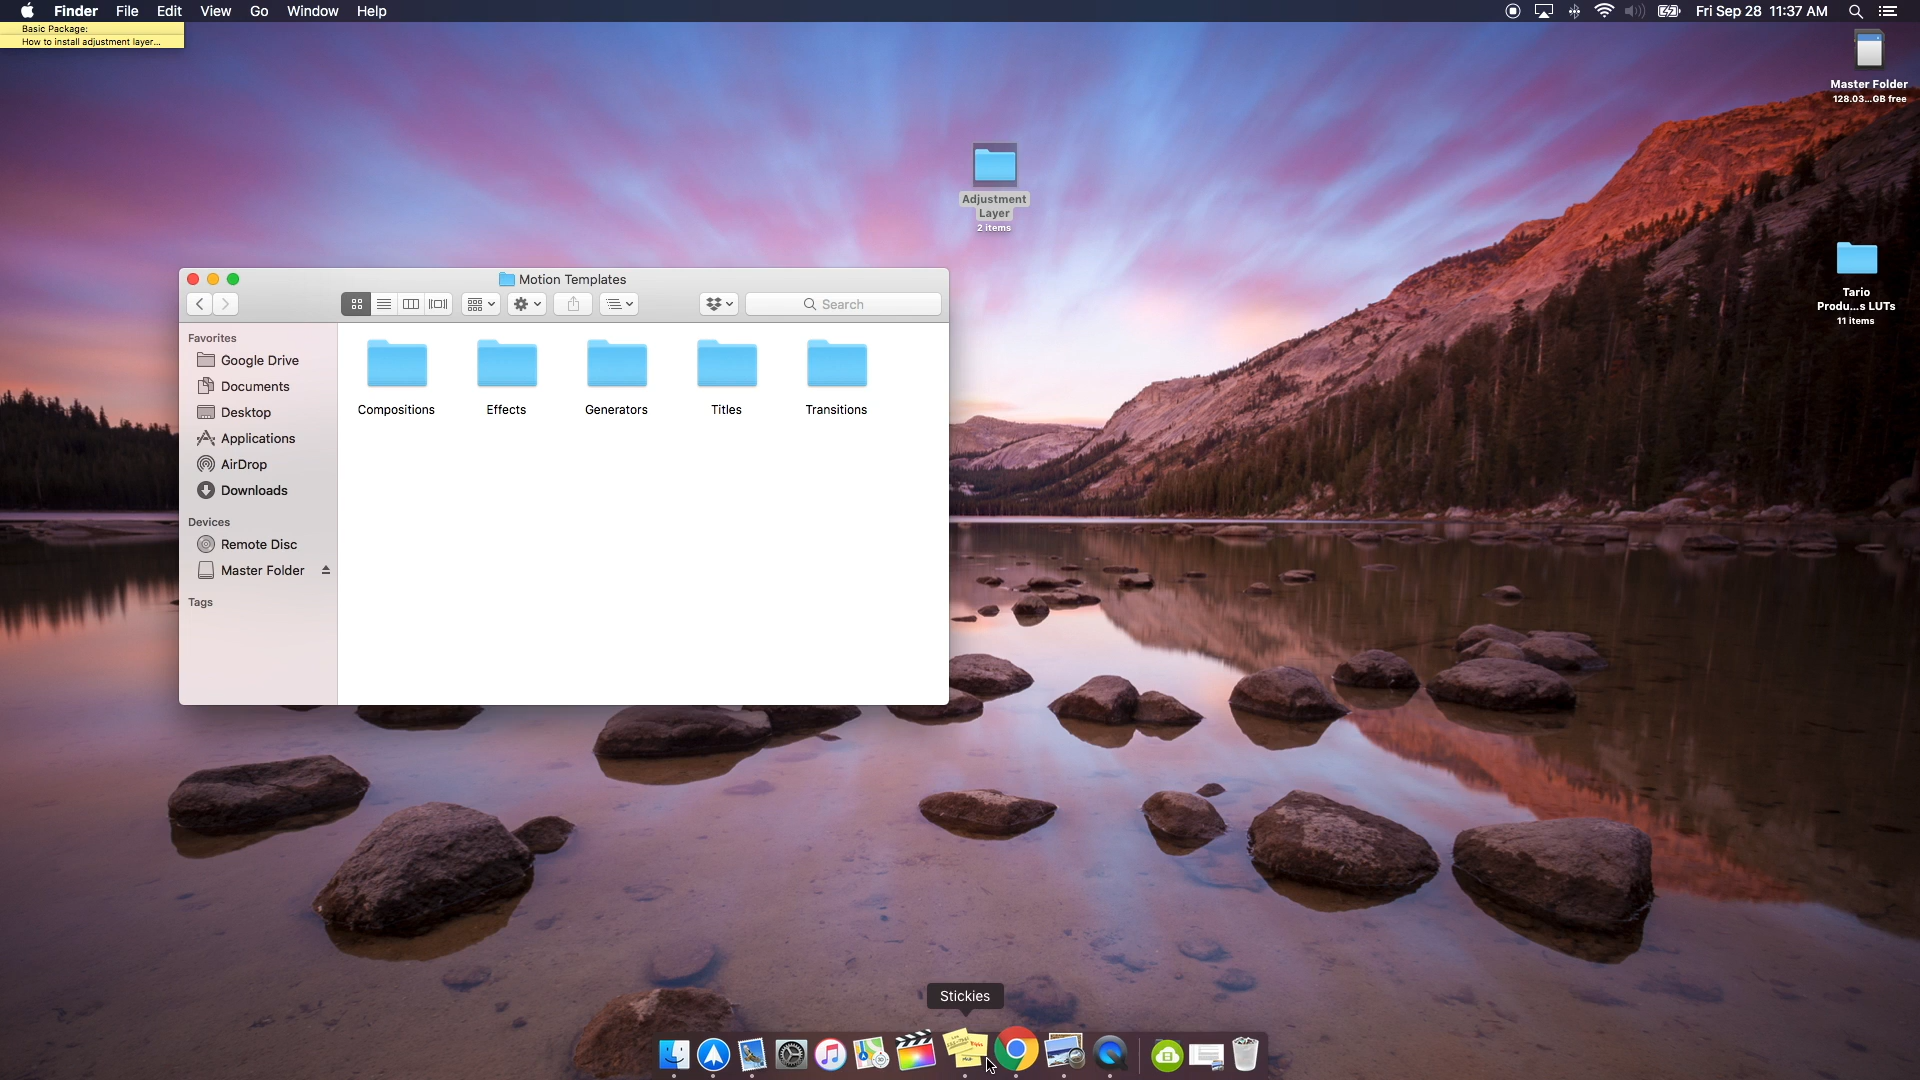 Finder File Edit View Go Window Help
Fri Sep 28 11:37 AM
Basic Package:
How to install adjustment layer...
Master Folder
128.03...GB free
Adjustment
Layer
2 items
Tario
Produ...s LUTs
11 items
Motion Templates
Search
Favorites
Google Drive
Documents
Desktop
Applications
AirDrop
Downloads
Devices
Remote Disc
Master Folder
Tags
Compositions Effects Generators Titles Transitions
Stickies